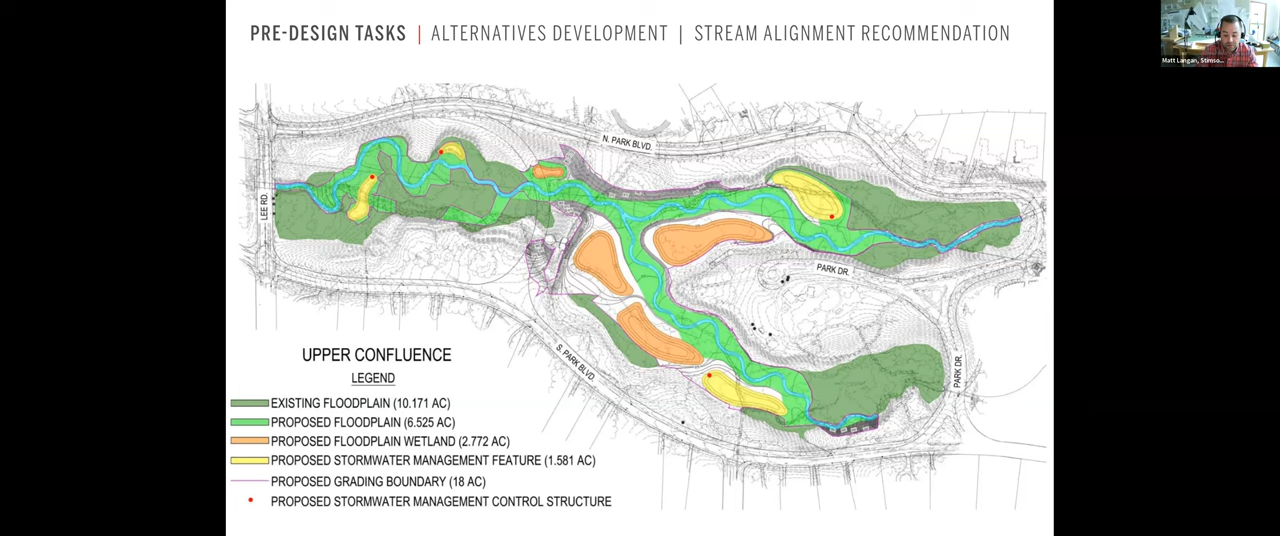 PRE-DESIGN TASKS | ALTERNATIVES DEVELOPMENT | STREAM ALIGNMENT RECOMMENDATION
Matt Langan, Stimso...
N. PARK BLVD.
LEE RD.
PARK DR.
S. PARK BLVD.
PARK DR.
UPPER CONFLUENCE
LEGEND
EXISTING FLOODPLAIN (10.171 AC)
PROPOSED FLOODPLAIN (6.525 AC)
PROPOSED FLOODPLAIN WETLAND (2.772 AC)
PROPOSED STORMWATER MANAGEMENT FEATURE (1.581 AC)
PROPOSED GRADING BOUNDARY (18 AC)
PROPOSED STORMWATER MANAGEMENT CONTROL STRUCTURE